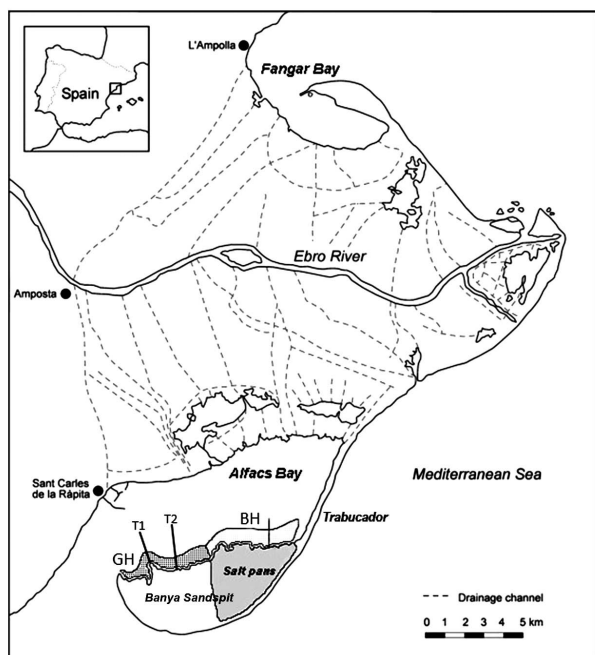 L'Ampolla
Fangar Bay
Spain
Ebro River
Amposta
Alfacs Bay
Mediterranean Sea
Sant Carles
de la Ràpita
Trabucador
BH
T2
T1
GH
Salt pans
Banya Sandspit
Drainage channel
0 1 2 3 4 5 km